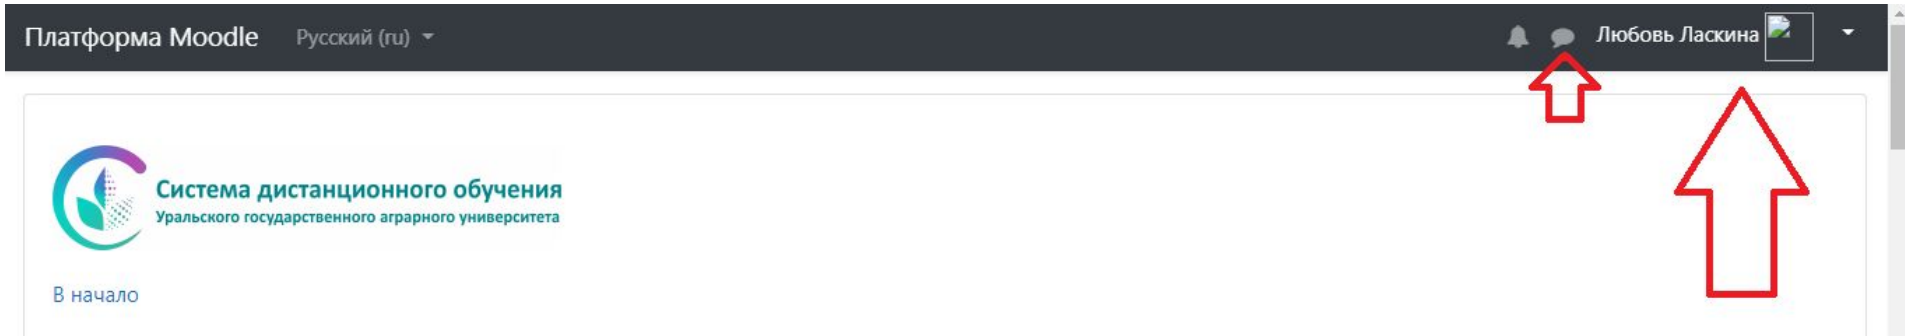 Платформа Moodle Русский (ru) Любовь Ласкина
Система дистанционного обучения
Уральского государственного аграрного университета
В начало